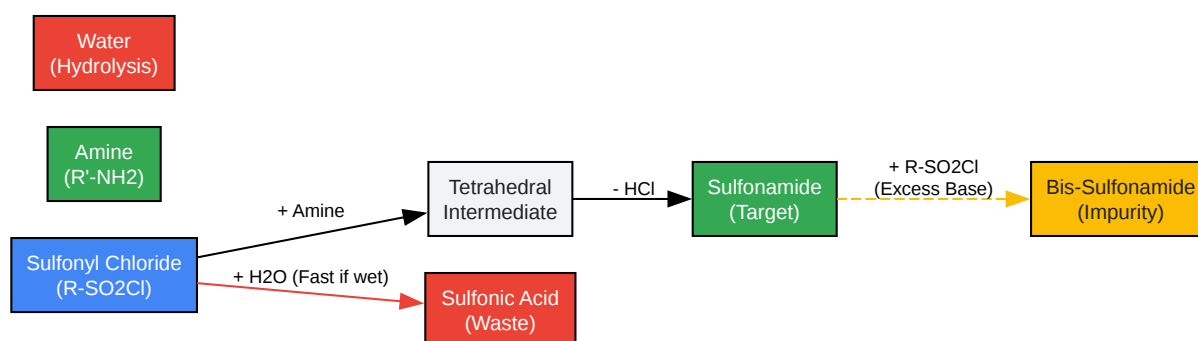 Water
(Hydrolysis)
Amine
(R'-NH2)
Sulfonyl Chloride
(R-SO2Cl)
+ Amine
+ H2O (Fast if wet)
Tetrahedral
Intermediate
Sulfonic Acid
(Waste)
- HCl
Sulfonamide
(Target)
+ R-SO2Cl
(Excess Base)
Bis-Sulfonamide
(Impurity)